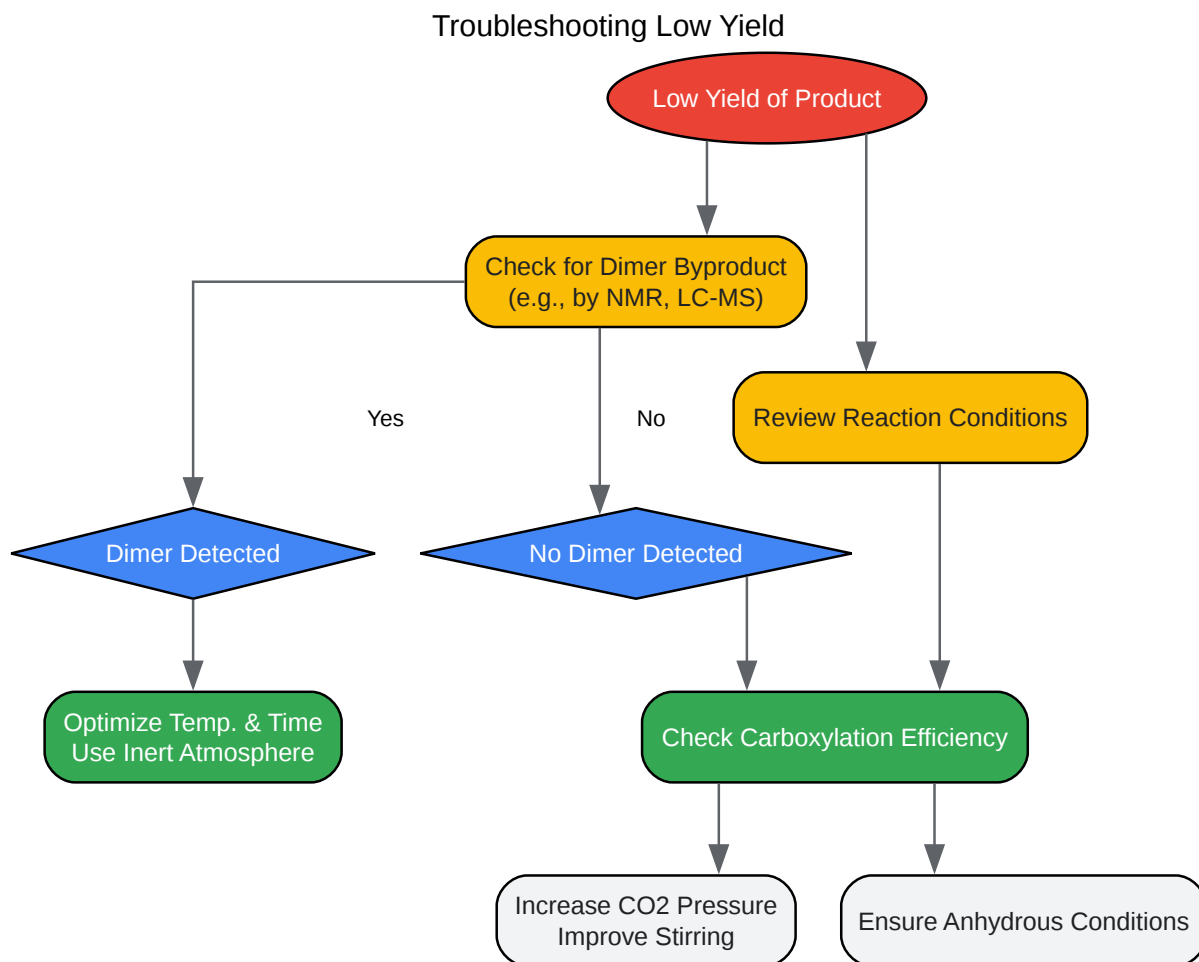 Troubleshooting Low Yield
Low Yield of Product
Check for Dimer Byproduct
(e.g., by NMR, LC-MS)
Yes
No
Review Reaction Conditions
Dimer Detected
No Dimer Detected
Optimize Temp. & Time
Use Inert Atmosphere
Check Carboxylation Efficiency
Increase CO2 Pressure
Improve Stirring
Ensure Anhydrous Conditions